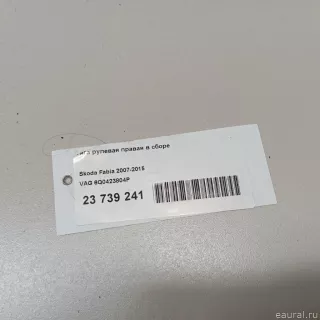 рулевая правая в сборе
Skoda Fabia 2007-2015
VAG 6Q0423804P
23 739 241
eaural.ru